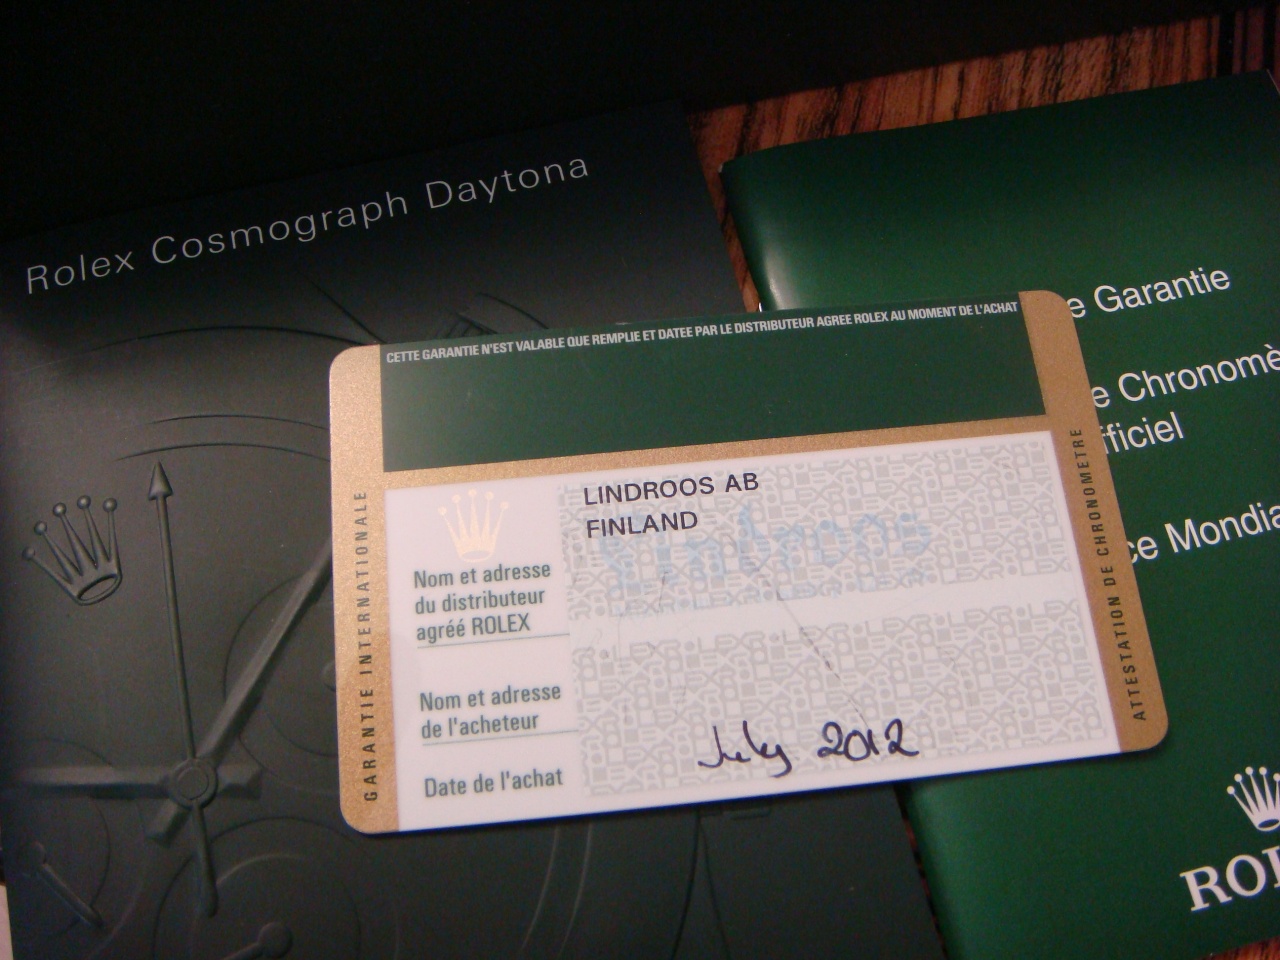 Rolex Cosmograph Daytona
e Garantie
e Chronomè
fficiel
ce Mondia
CETTE GARANTIE N'EST VALABLE QUE REMPLIE ET DATEE PAR LE DISTRIBUTEUR AGREE ROLEX AU MOMENT DE L'ACHAT
GARANTIE INTERNATIONALE
LINDROOS AB
FINLAND
Lindroos
Nom et adresse
du distributeur
agréé ROLEX
Nom et adresse
de l'acheteur
Date de l'achat
July 2012
ATTESTATION DE CHRONOMETRE
ROL